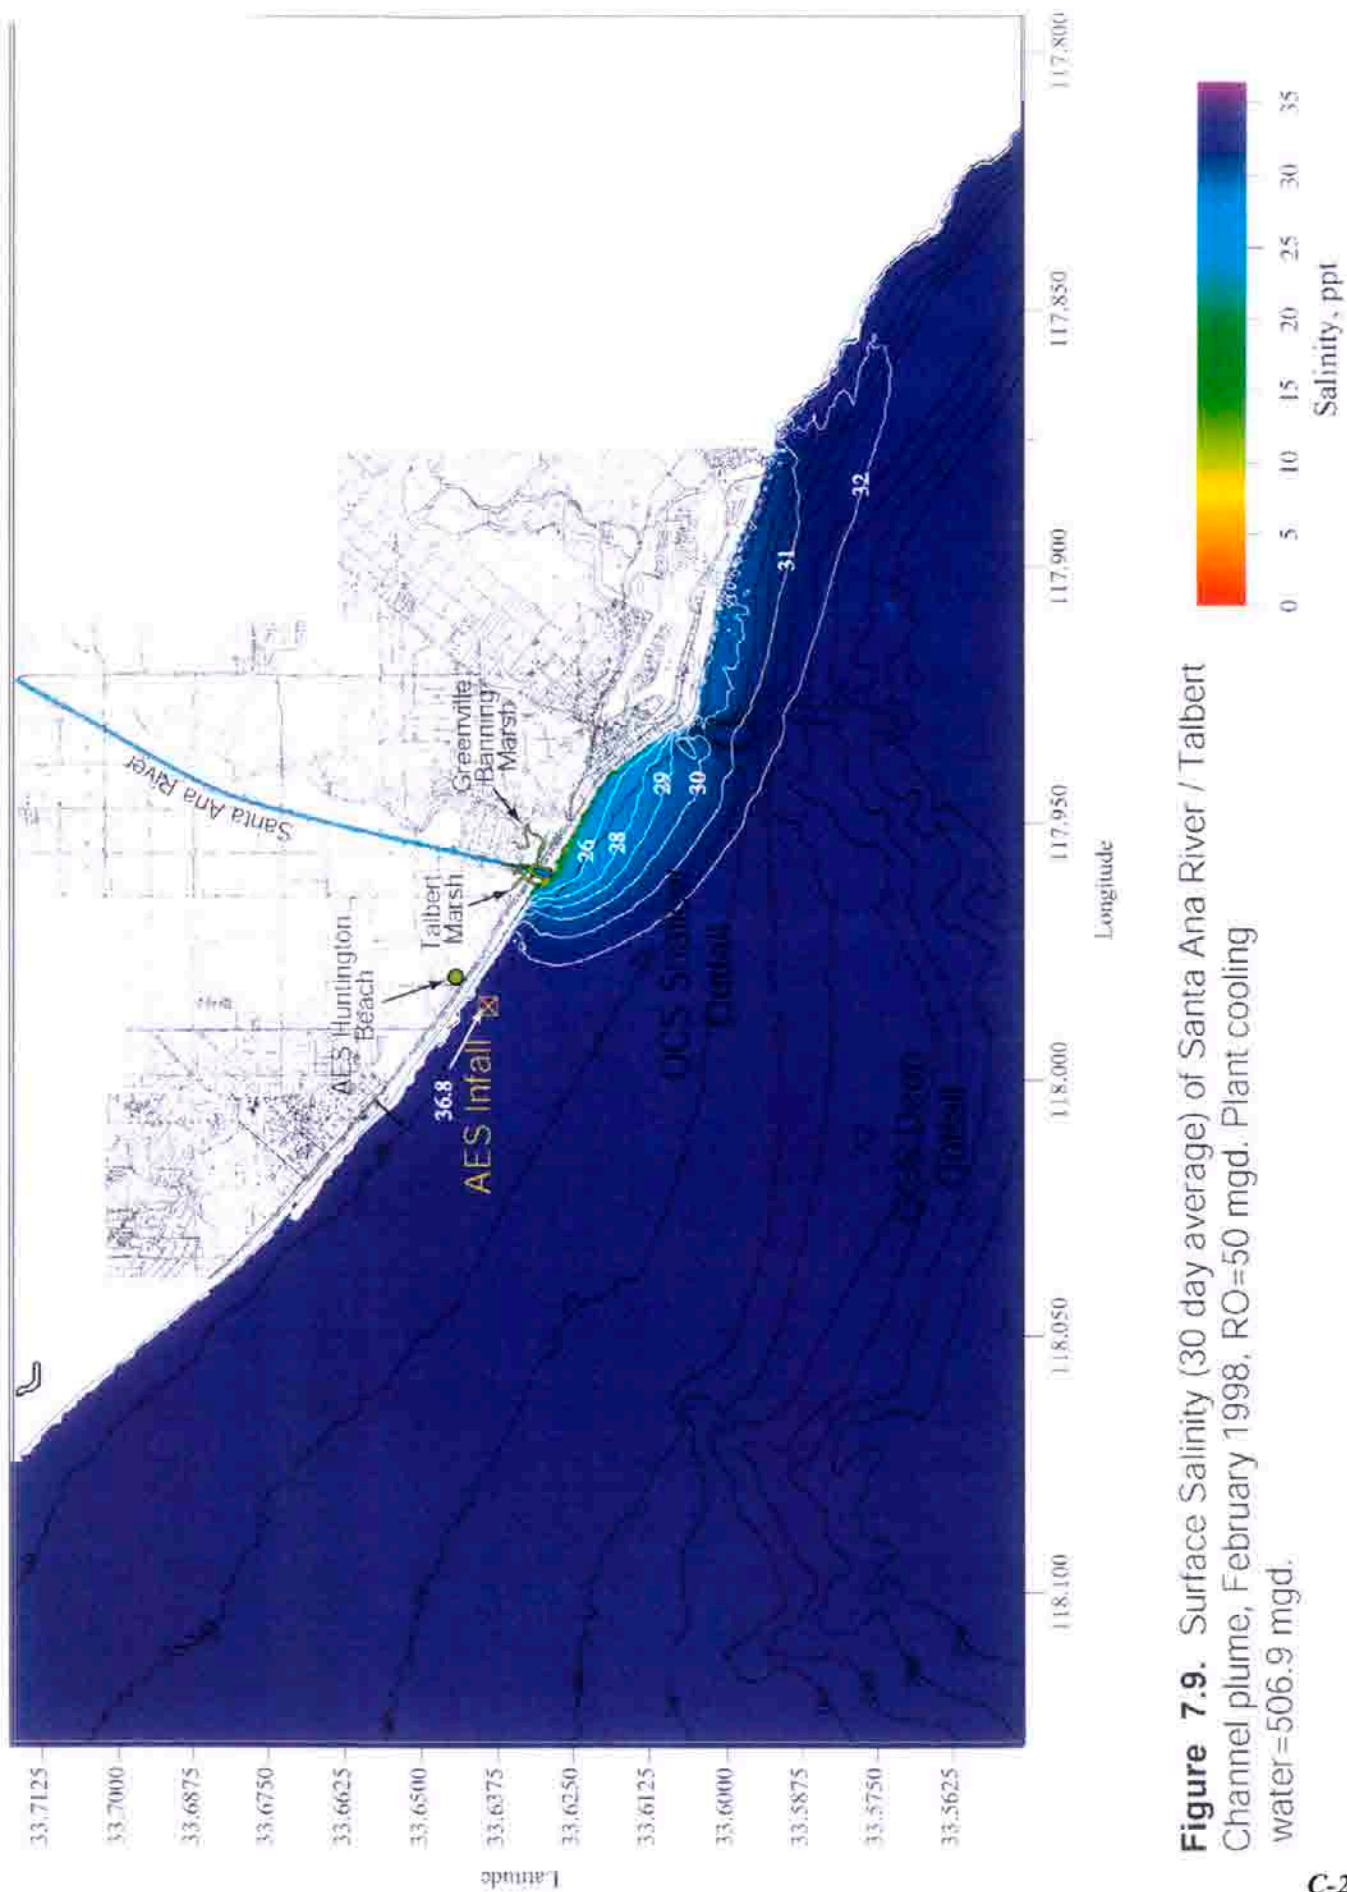 33.7125
33.7000
33.6875
33.6750
33.6625
33.6500
33.6375
33.6250
33.6125
33.6000
33.5875
33.5750
33.5625
Latitude
Santa Ana River
AES Huntington
Beach
Talbert
Marsh
Greenville
Banning
Marsh
36.8
AES Infall
26
28
29
30
31
32
Outfall
118.100
118.050
118.000
117.950
117.900
117.850
117.800
Longitude
Figure 7.9. Surface Salinity (30 day average) of Santa Ana River / Talbert
Channel plume, February 1998, RO=50 mgd. Plant cooling
water=506.9 mgd.
0 5 10 15 20 25 30 35
Salinity, ppt
C-2